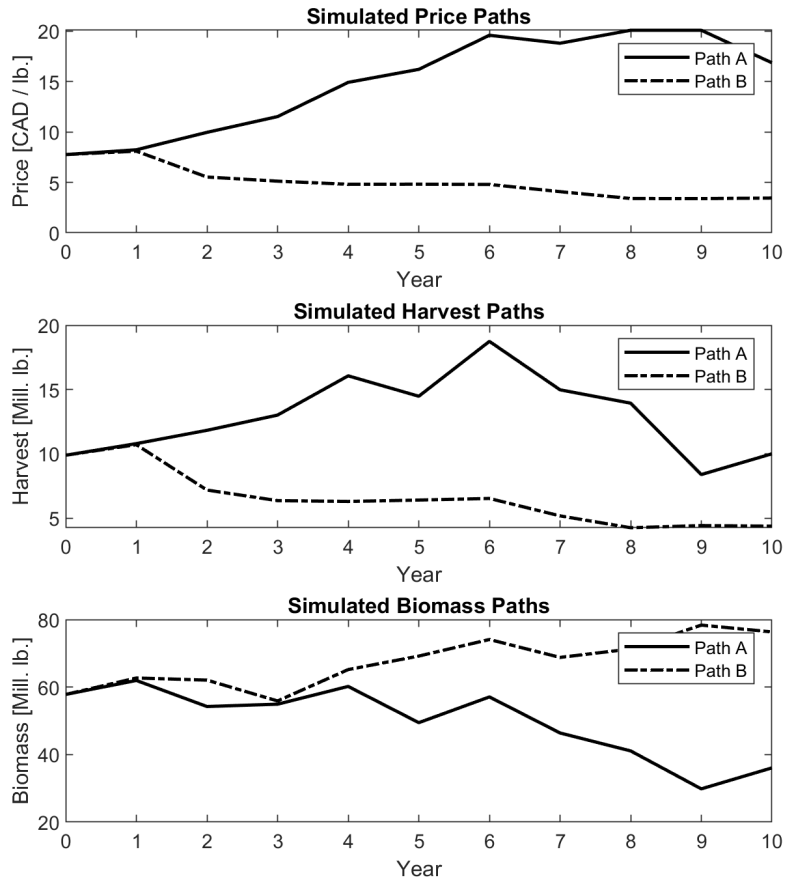 Simulated Price Paths
Price [CAD / lb.]
20
15
10
5
0
Path A
Path B
0 1 2 3 4 5 6 7 8 9 10
Year
Simulated Harvest Paths
Harvest [Mill. lb.]
20
15
10
5
Path A
Path B
0 1 2 3 4 5 6 7 8 9 10
Year
Simulated Biomass Paths
Biomass [Mill. lb.]
80
60
40
20
Path A
Path B
0 1 2 3 4 5 6 7 8 9 10
Year